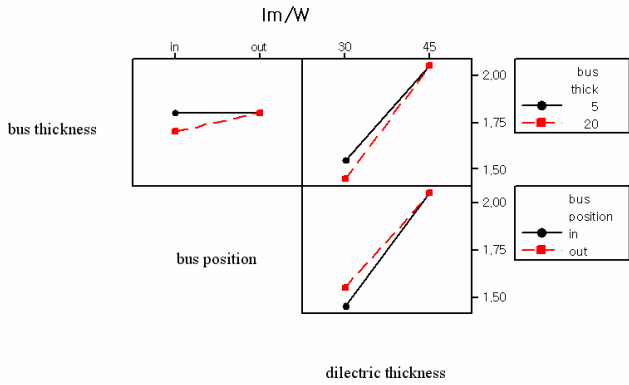 lm/W
in out 30 45
bus thickness
2,00
1,75
1,50
bus
thick
5
20
bus position
2,00
1,75
1,50
bus
position
in
out
dilectric thickness